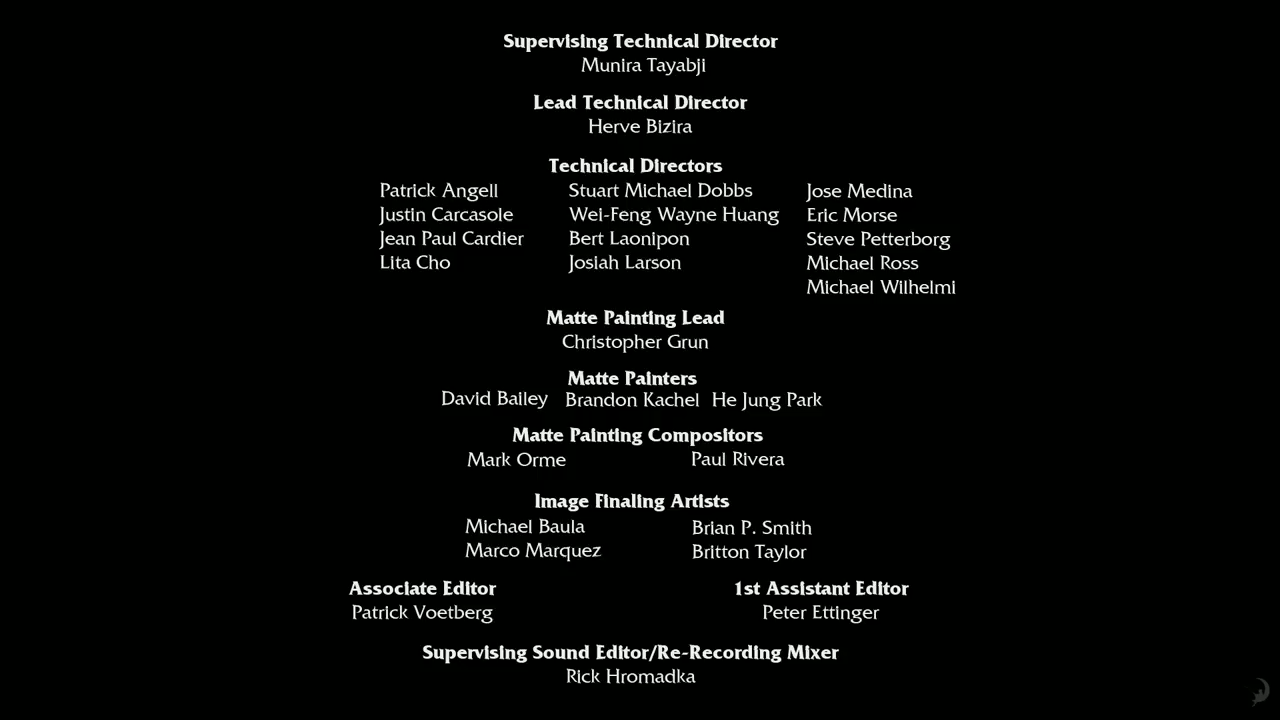 Supervising Technical Director
Munira Tayabji
Lead Technical Director
Herve Bizira
Technical Directors
Patrick Angell Stuart Michael Dobbs Jose Medina
Justin Carcasole Wei-Feng Wayne Huang Eric Morse
Jean Paul Cardier Bert Laonipon Steve Petterborg
Lita Cho Josiah Larson Michael Ross
Michael Wilhelmi
Matte Painting Lead
Christopher Grun
Matte Painters
David Bailey Brandon Kachel He Jung Park
Matte Painting Compositors
Mark Orme Paul Rivera
Image Finaling Artists
Michael Baula Brian P. Smith
Marco Marquez Britton Taylor
Associate Editor 1st Assistant Editor
Patrick Voetberg Peter Ettinger
Supervising Sound Editor/Re-Recording Mixer
Rick Hromadka